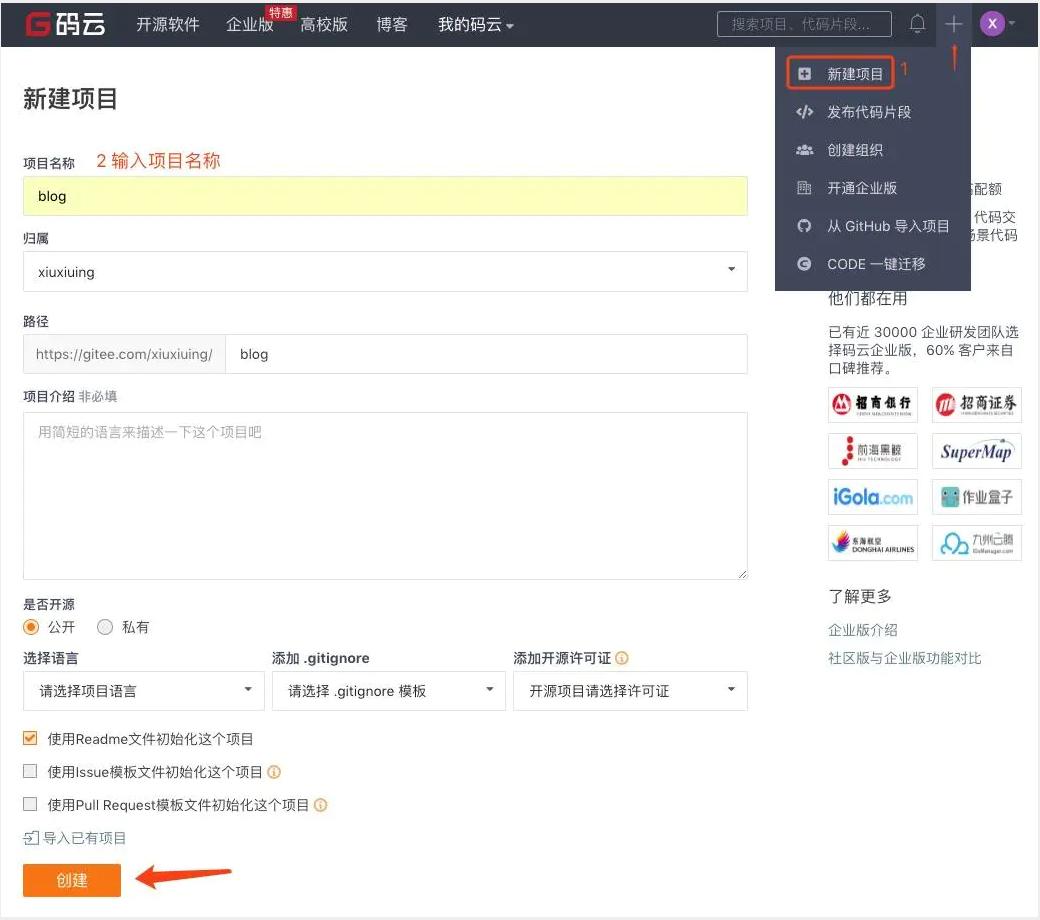 G码云 开源软件 企业版 特惠 高校版 博客 我的码云 搜索项目、代码片段... X
新建项目 1
发布代码片段
创建组织
开通企业版
从 GitHub 导入项目
CODE 一键迁移
新建项目
项目名称 2 输入项目名称
blog
归属
xiuxiuing
路径
https://gitee.com/xiuxiuing/ blog
项目介绍 非必填
用简短的语言来描述一下这个项目吧
是否开源
公开 私有
选择语言 添加 .gitignore 添加开源许可证
请选择项目语言 请选择 .gitignore 模板 开源项目请选择许可证
使用Readme文件初始化这个项目
使用Issue模板文件初始化这个项目
使用Pull Request模板文件初始化这个项目
导入已有项目
创建
配额
代码交
景代码
他们都在用
已有近 30000 企业研发团队选
择码云企业版，60% 客户来自
口碑推荐。
招商银行 招商证券
前海黑鲸 SuperMap
iGola.com 作业盒子
东海航空 九州云腾
DONGHAI AIRLINES
了解更多
企业版介绍
社区版与企业版功能对比